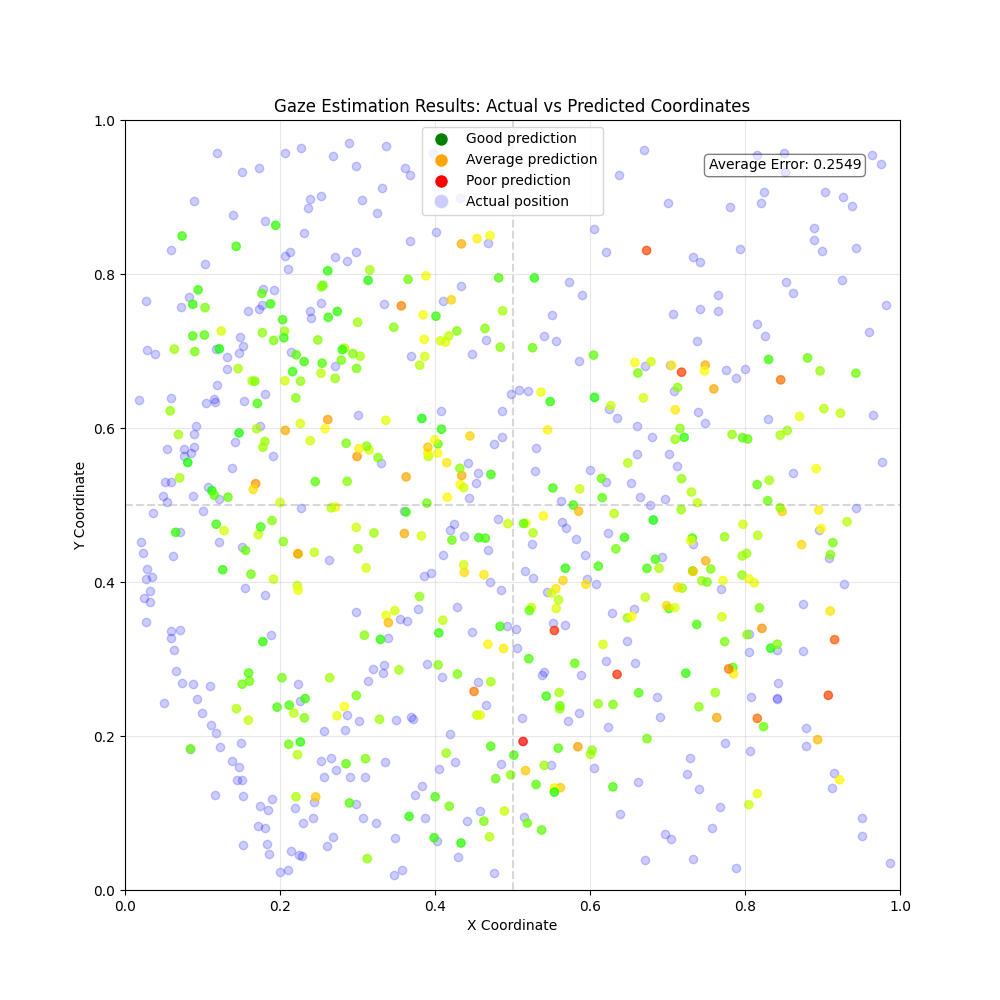 Gaze Estimation Results: Actual vs Predicted Coordinates
Good prediction
Average prediction
Poor prediction
Actual position
Average Error: 0.2549
Y Coordinate
1.0
0.8
0.6
0.4
0.2
0.0
0.0 0.2 0.4 0.6 0.8 1.0
X Coordinate